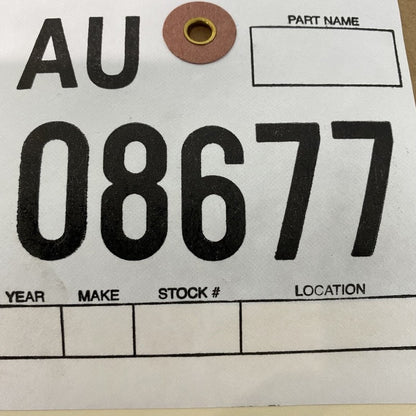 AU PART NAME
08677
YEAR MAKE STOCK # LOCATION